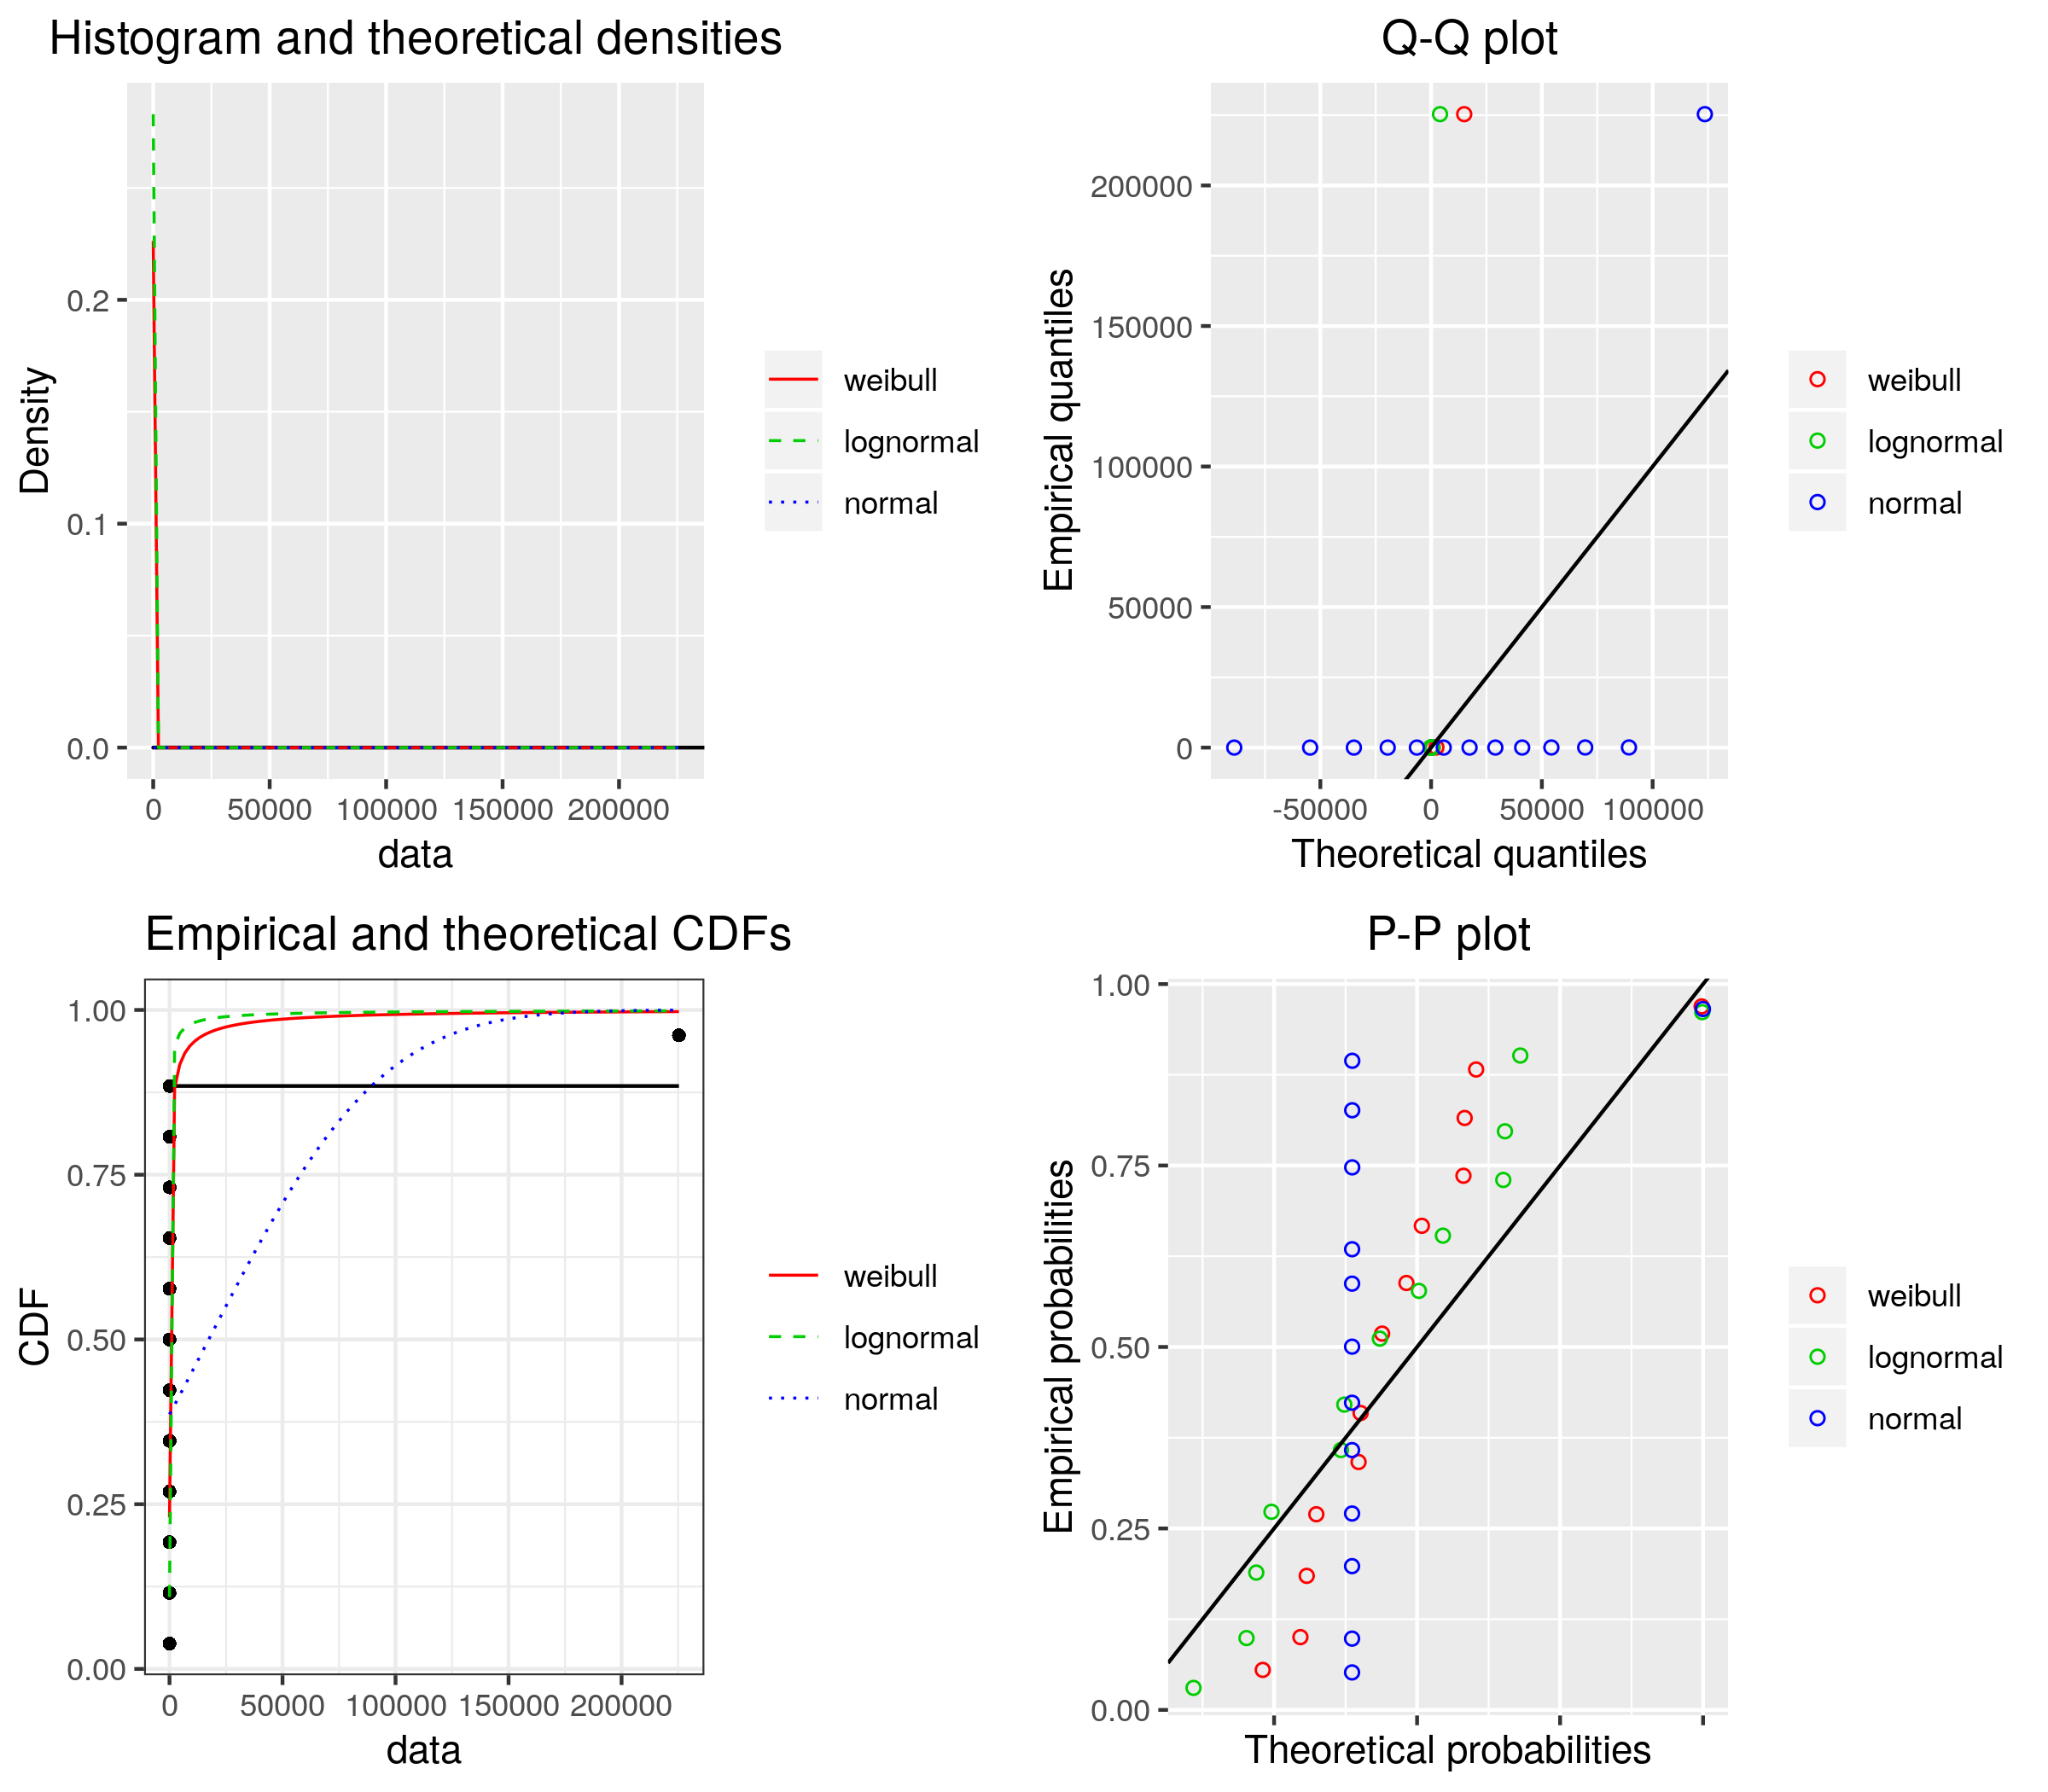 Histogram and theoretical densities
Density
0.2
0.1
0.0
0 50000 100000 150000 200000
data
weibull
lognormal
normal
Q-Q plot
Empirical quantiles
200000
150000
100000
50000
0
-50000 0 50000 100000
Theoretical quantiles
weibull
lognormal
normal
Empirical and theoretical CDFs
CDF
1.00
0.75
0.50
0.25
0.00
0 50000 100000 150000 200000
data
weibull
lognormal
normal
P-P plot
Empirical probabilities
1.00
0.75
0.50
0.25
0.00
Theoretical probabilities
weibull
lognormal
normal